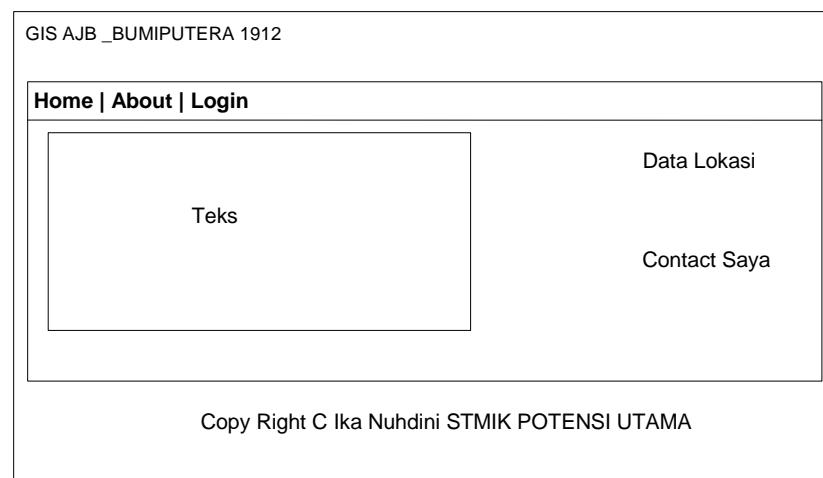 GIS AJB _BUMIPUTERA 1912
Home | About | Login
Teks
Data Lokasi
Contact Saya
Copy Right C Ika Nuhdini STMIK POTENSI UTAMA